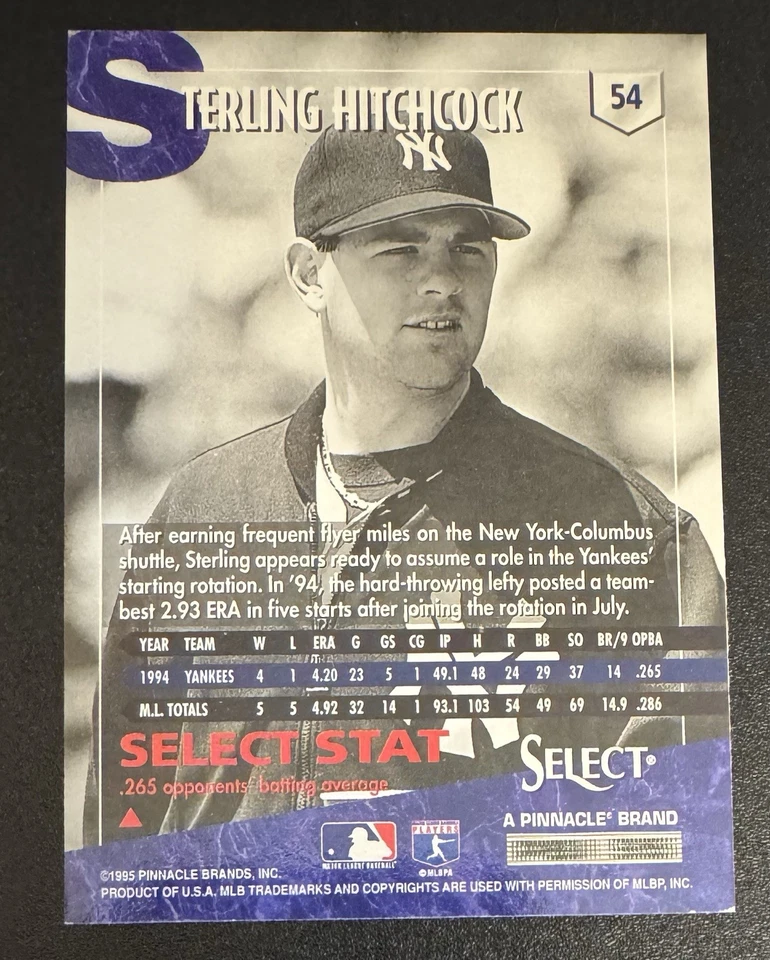 STERLING HITCHCOCK
54
NY
After earning frequent flyer miles on the New York-Columbus
shuttle, Sterling appears ready to assume a role in the Yankees'
starting rotation. In '94, the hard-throwing lefty posted a team-
best 2.93 ERA in five starts after joining the rotation in July.
YEAR TEAM W L ERA G GS CG IP H R BB SO BR/9 OPBA
1994 YANKEES 4 1 4.20 23 5 1 49.1 48 24 29 37 14 .265
M.L. TOTALS 5 5 4.92 32 14 1 93.1 103 54 49 69 14.9 .286
SELECT STAT
.265 opponents' batting average
SELECT®
A PINNACLE® BRAND
MAJOR LEAGUE BASEBALL
PLAYERS
©MLBPA
©1995 PINNACLE BRANDS, INC.
PRODUCT OF U.S.A. MLB TRADEMARKS AND COPYRIGHTS ARE USED WITH PERMISSION OF MLBP, INC.